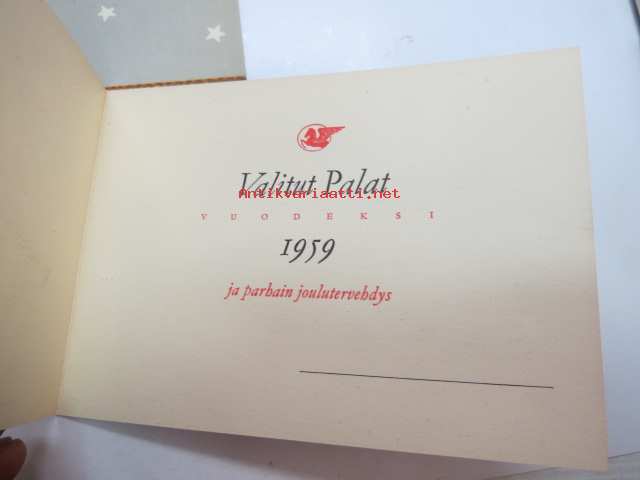 Valitut Palat
Antikvariaatti.net
VUODEKSI
1959
ja parhain joulutervehdys